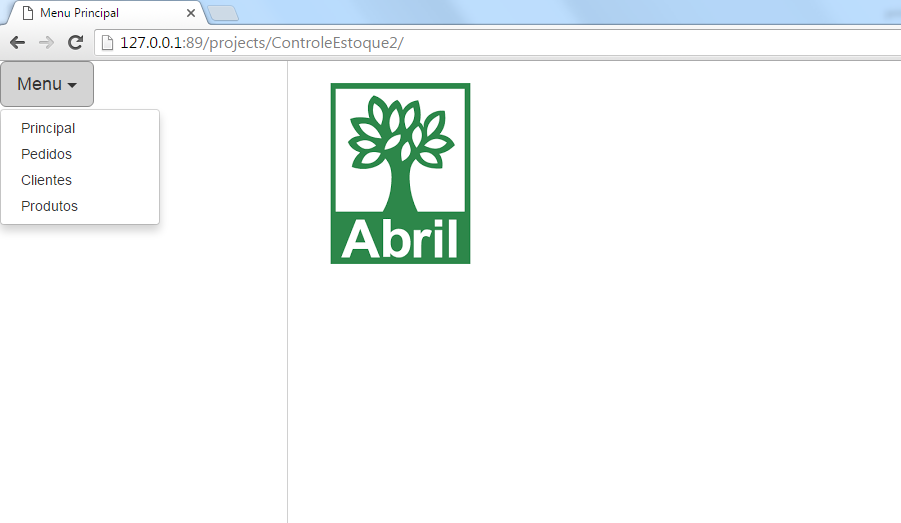 Menu Principal
127.0.0.1:89/projects/ControleEstoque2/
Menu
Principal
Pedidos
Clientes
Produtos
Abril